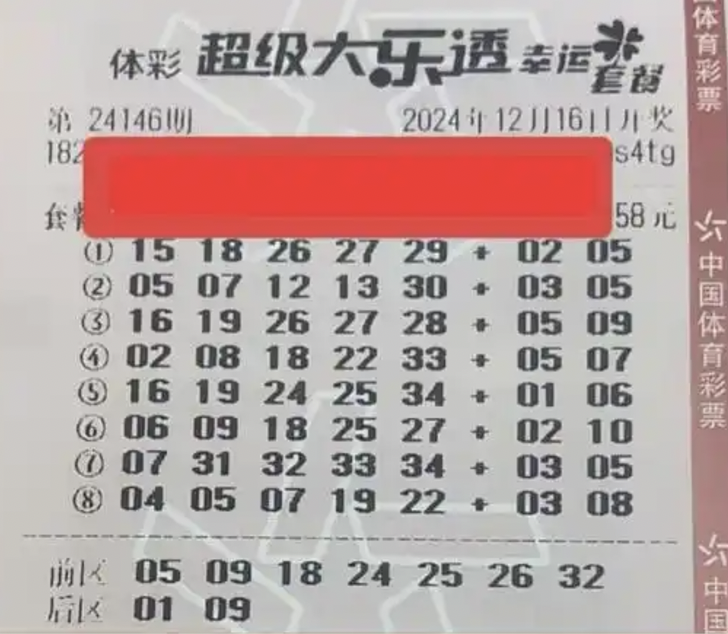 体彩 超级大乐透 幸运套餐
第 24146期 2024年12月16日开奖
182 s4tg
套餐 58元
① 15 18 26 27 29 + 02 05
② 05 07 12 13 30 + 03 05
③ 16 19 26 27 28 + 05 09
④ 02 08 18 22 33 + 05 07
⑤ 16 19 24 25 34 + 01 06
⑥ 06 09 18 25 27 + 02 10
⑦ 07 31 32 33 34 + 03 05
⑧ 04 05 07 19 22 + 03 08
前区 05 09 18 24 25 26 32
后区 01 09
体育彩票
中国体育彩票
中国